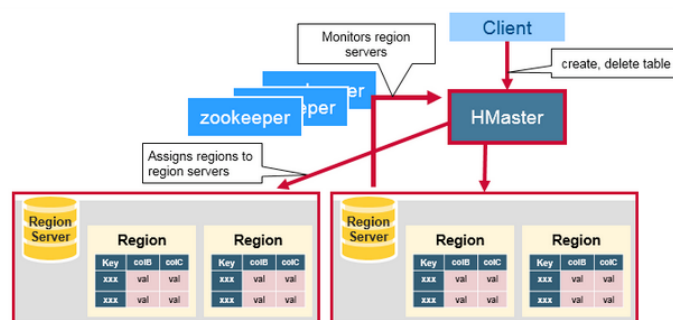 Client
Monitors region
servers
create, delete table
eper
eeper
zookeeper
HMaster
Assigns regions to
region servers
Region
Server
Region
Key colB colC
xxx val val
xxx val val
Region
Key colB colC
xxx val val
xxx val val
Region
Server
Region
Key colB colC
xxx val val
xxx val val
Region
Key colB colC
xxx val val
xxx val val